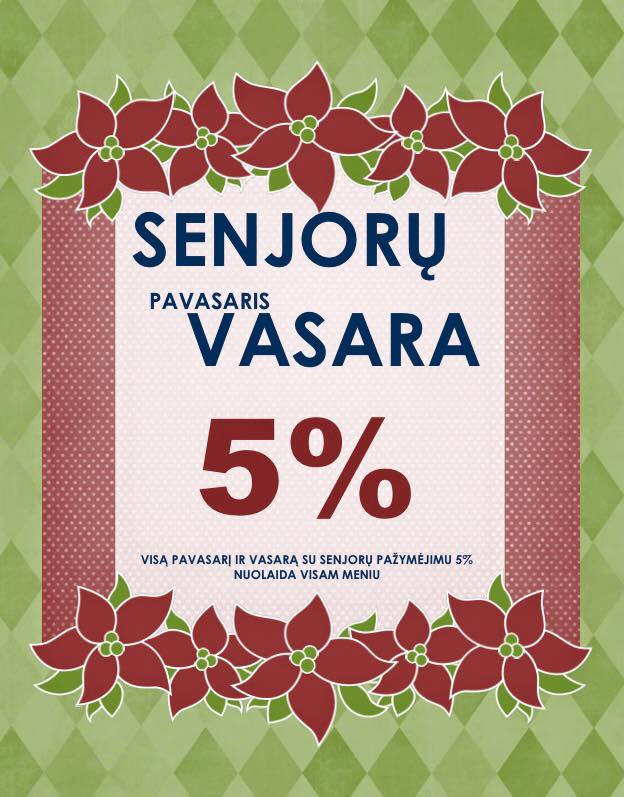 SENJORŲ
PAVASARIS
VASARA
5%
VISĄ PAVASARĮ IR VASARĄ SU SENJORŲ PAŽYMĖJIMU 5%
NUOLAIDA VISAM MENIU